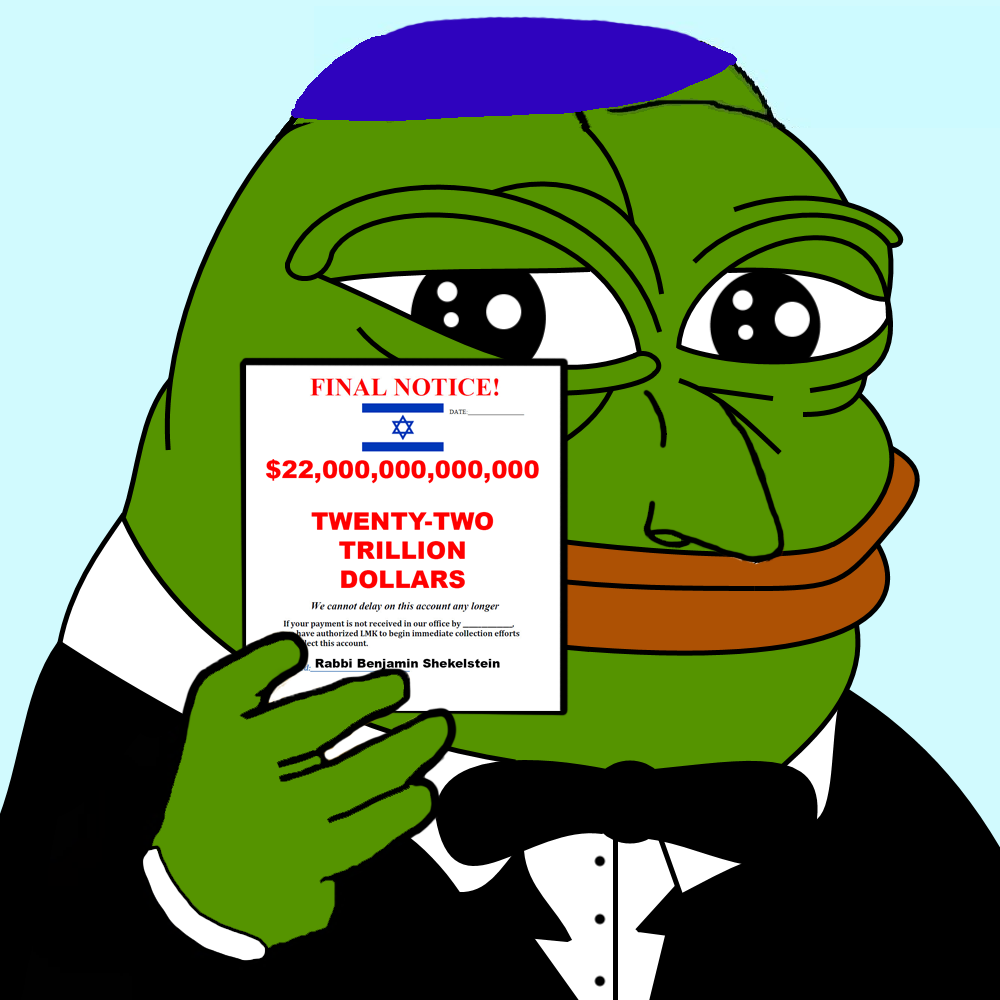 FINAL NOTICE!
DATE:
$22,000,000,000,000
TWENTY-TWO
TRILLION
DOLLARS
We cannot delay on this account any longer
If your payment is not received in our office by ____________,
have authorized LMK to begin immediate collection efforts
this account.
Rabbi Benjamin Shekelstein